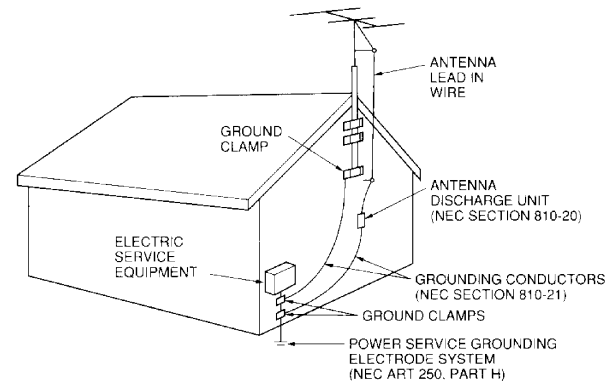 ANTENNA
LEAD IN
WIRE
GROUND
CLAMP
ANTENNA
DISCHARGE UNIT
(NEC SECTION 810-20)
ELECTRIC
SERVICE
EQUIPMENT
GROUNDING CONDUCTORS
(NEC SECTION 810-21)
GROUND CLAMPS
POWER SERVICE GROUNDING
ELECTRODE SYSTEM
(NEC ART 250, PART H)